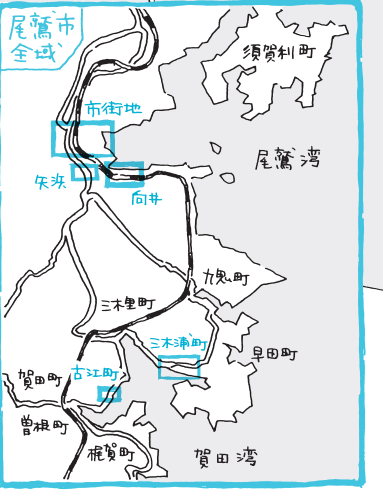 尾鷲市
全域
須賀利町
市街地
尾鷲湾
矢浜
向井
九鬼町
三木里町
三木浦町
早田町
賀田町
古江町
曽根町
梶賀町
賀田湾